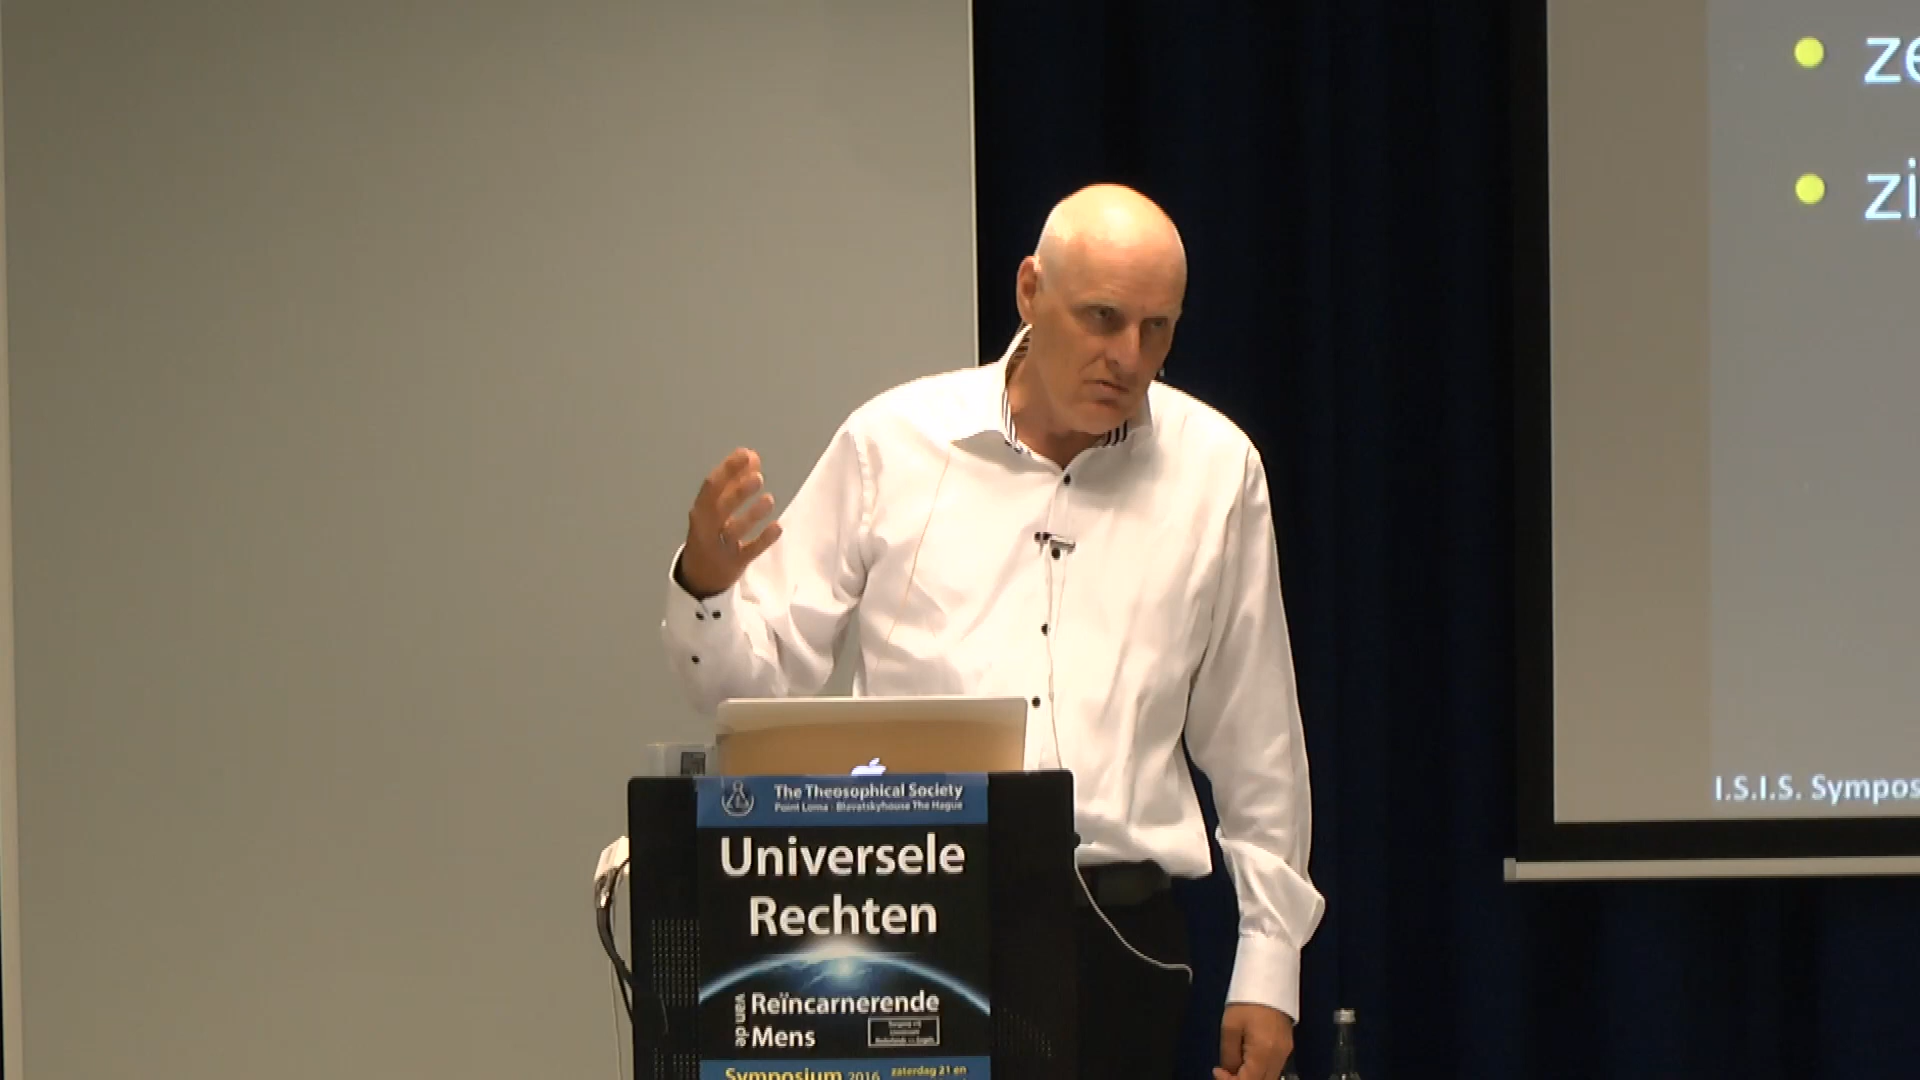 ze
zij
I.S.I.S. Sympos
The Theosophical Society
Point Loma - Blavatskyhouse The Hague
Universele
Rechten
van de
Reïncarnerende
Mens
Symposium 2016 zaterdag 21 en